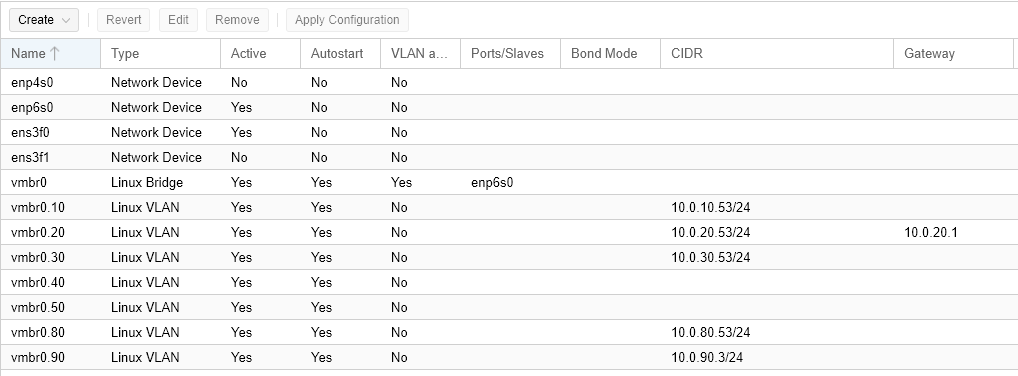 Create Revert Edit Remove Apply Configuration
Name Type Active Autostart VLAN a... Ports/Slaves Bond Mode CIDR Gateway
enp4s0 Network Device No No No
enp6s0 Network Device Yes No No
ens3f0 Network Device Yes No No
ens3f1 Network Device No No No
vmbr0 Linux Bridge Yes Yes Yes enp6s0
vmbr0.10 Linux VLAN Yes Yes No 10.0.10.53/24
vmbr0.20 Linux VLAN Yes Yes No 10.0.20.53/24 10.0.20.1
vmbr0.30 Linux VLAN Yes Yes No 10.0.30.53/24
vmbr0.40 Linux VLAN Yes Yes No
vmbr0.50 Linux VLAN Yes Yes No
vmbr0.80 Linux VLAN Yes Yes No 10.0.80.53/24
vmbr0.90 Linux VLAN Yes Yes No 10.0.90.3/24